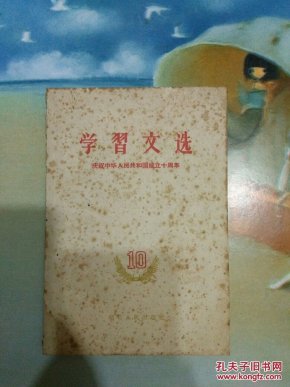 学習文选
庆祝中华人民共和国成立十周年
10
孔夫子旧书网